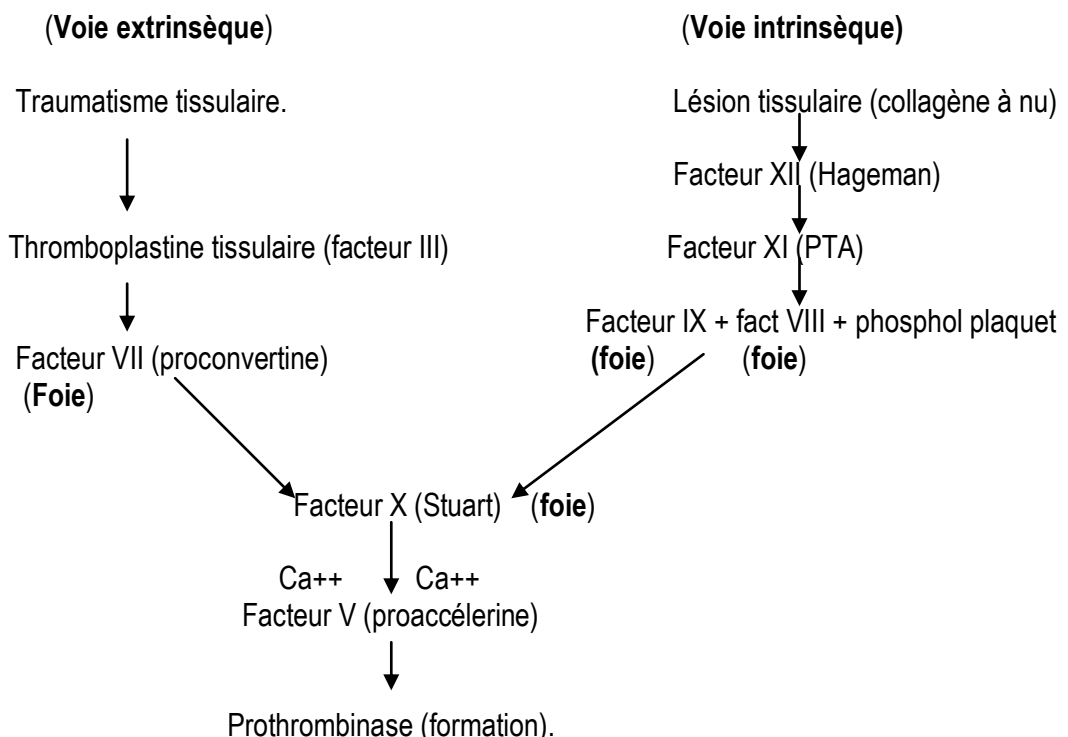 (Voie extrinsèque) (Voie intrinsèque)
Traumatisme tissulaire. Lésion tissulaire (collagène à nu)
Facteur XII (Hageman)
Thromboplastine tissulaire (facteur III) Facteur XI (PTA)
Facteur IX + fact VIII + phosphol plaquet
Facteur VII (proconvertine) (foie) (foie)
(Foie)
Facteur X (Stuart) (foie)
Ca++ Ca++
Facteur V (proaccélerine)
Prothrombinase (formation).